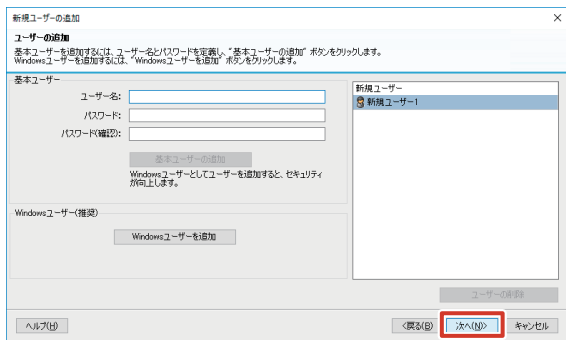 新規ユーザーの追加
ユーザーの追加
基本ユーザーを追加するには、ユーザー名とパスワードを定義し、"基本ユーザーの追加" ボタンをクリックします。
Windowsユーザーを追加するには、"Windowsユーザーを追加" ボタンをクリックします。
基本ユーザー
ユーザー名:
パスワード:
パスワード(確認):
基本ユーザーの追加
Windowsユーザーとしてユーザーを追加すると、セキュリティ
が向上します。
Windowsユーザー(推奨)
Windowsユーザーを追加
新規ユーザー
新規ユーザー1
ユーザーの削除
ヘルプ(H)
<戻る(B)
次へ(N)>
キャンセル